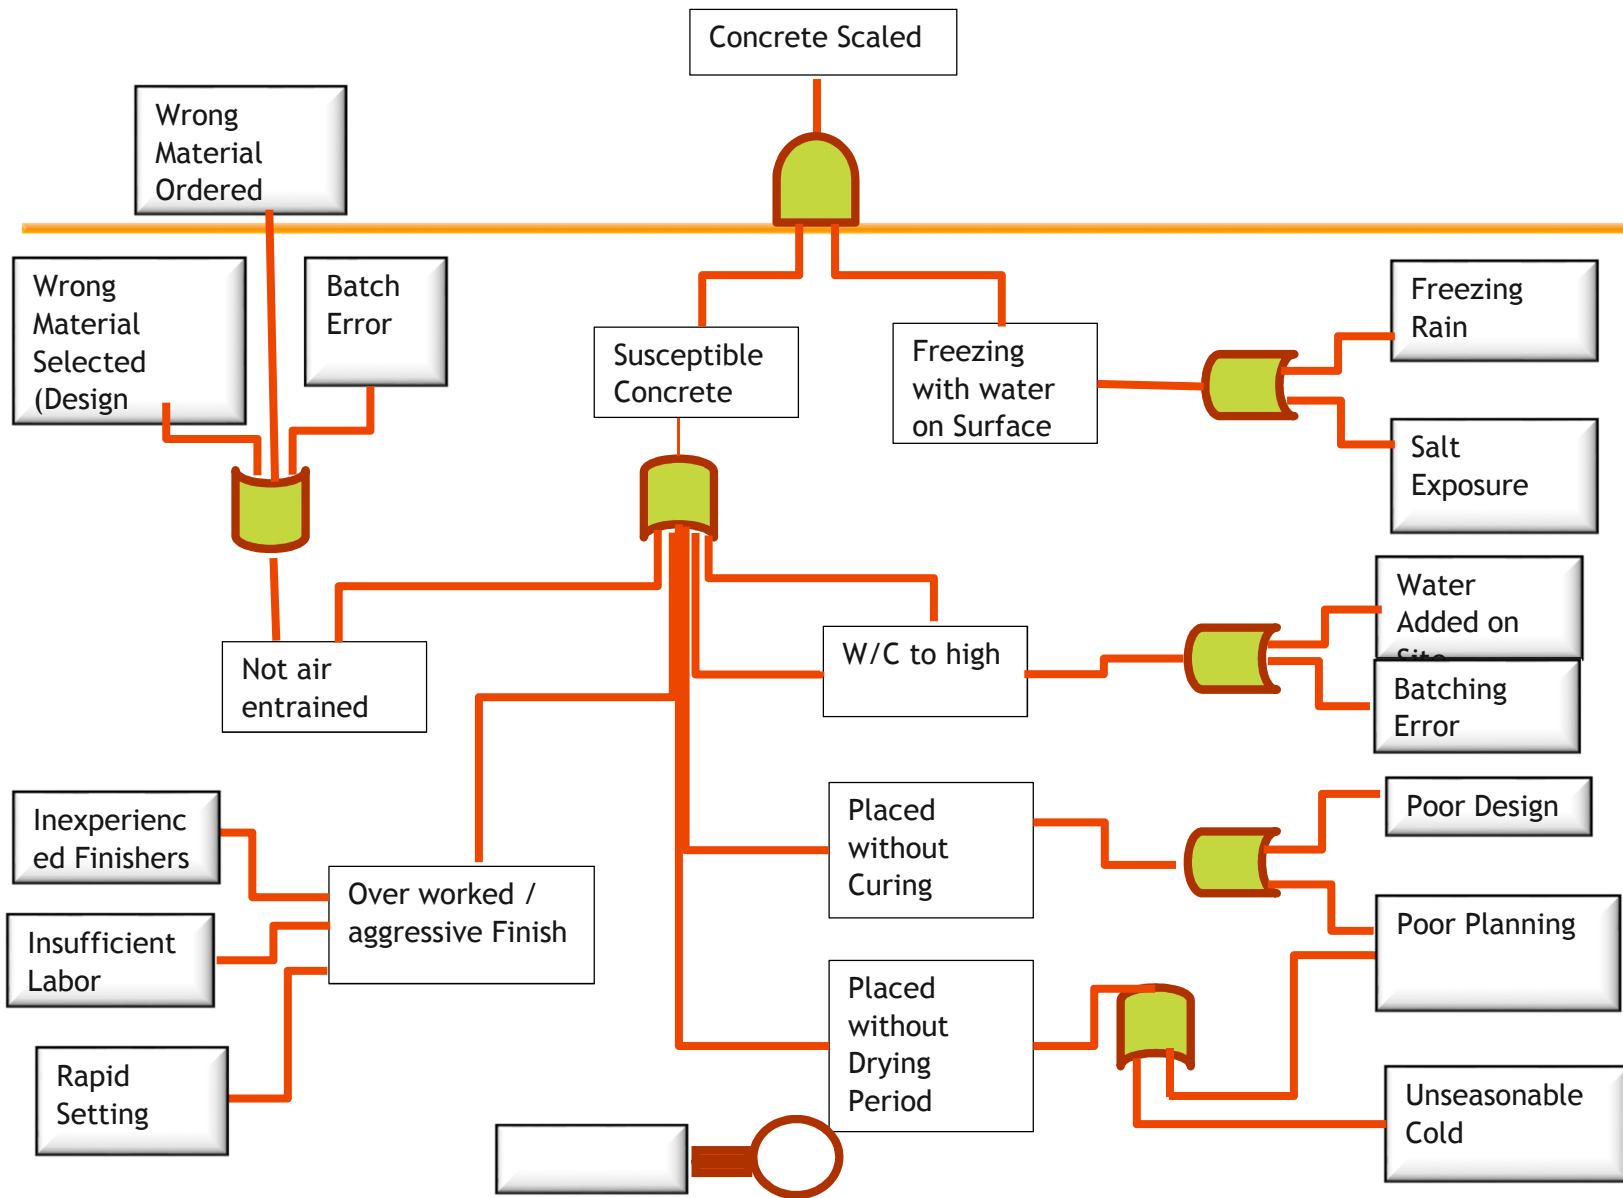 Concrete Scaled
Wrong
Material
Ordered
Wrong
Material
Selected
(Design
Batch
Error
Susceptible
Concrete
Freezing
with water
on Surface
Freezing
Rain
Salt
Exposure
Water
Added on
Site
Batching
Error
W/C to high
Not air
entrained
Inexperienc
ed Finishers
Insufficient
Labor
Rapid
Setting
Over worked /
aggressive Finish
Placed
without
Curing
Poor Design
Poor Planning
Placed
without
Drying
Period
Unseasonable
Cold